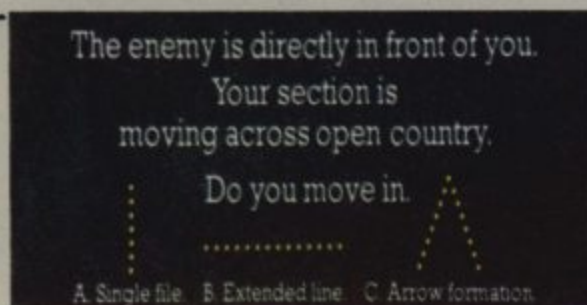 The enemy is directly in front of you.
Your section is
moving across open country.
Do you move in.
A. Single file. B. Extended line. C. Arrow formation.